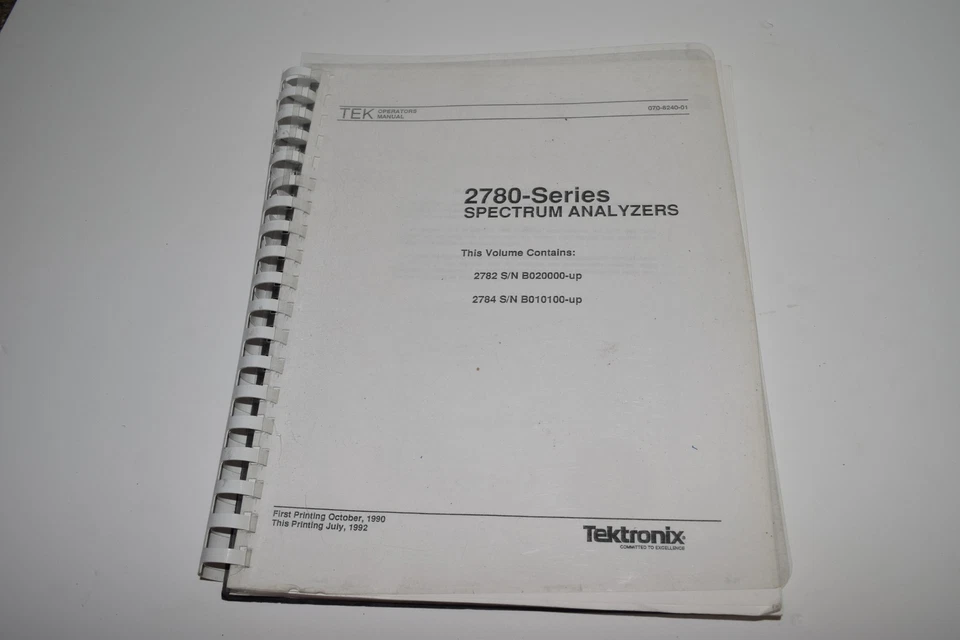 TEK OPERATORS MANUAL
070-6240-01
2780-Series
SPECTRUM ANALYZERS
This Volume Contains:
2782 S/N B020000-up
2784 S/N B010100-up
First Printing October, 1990
This Printing July, 1992
Tektronix
COMMITTED TO EXCELLENCE